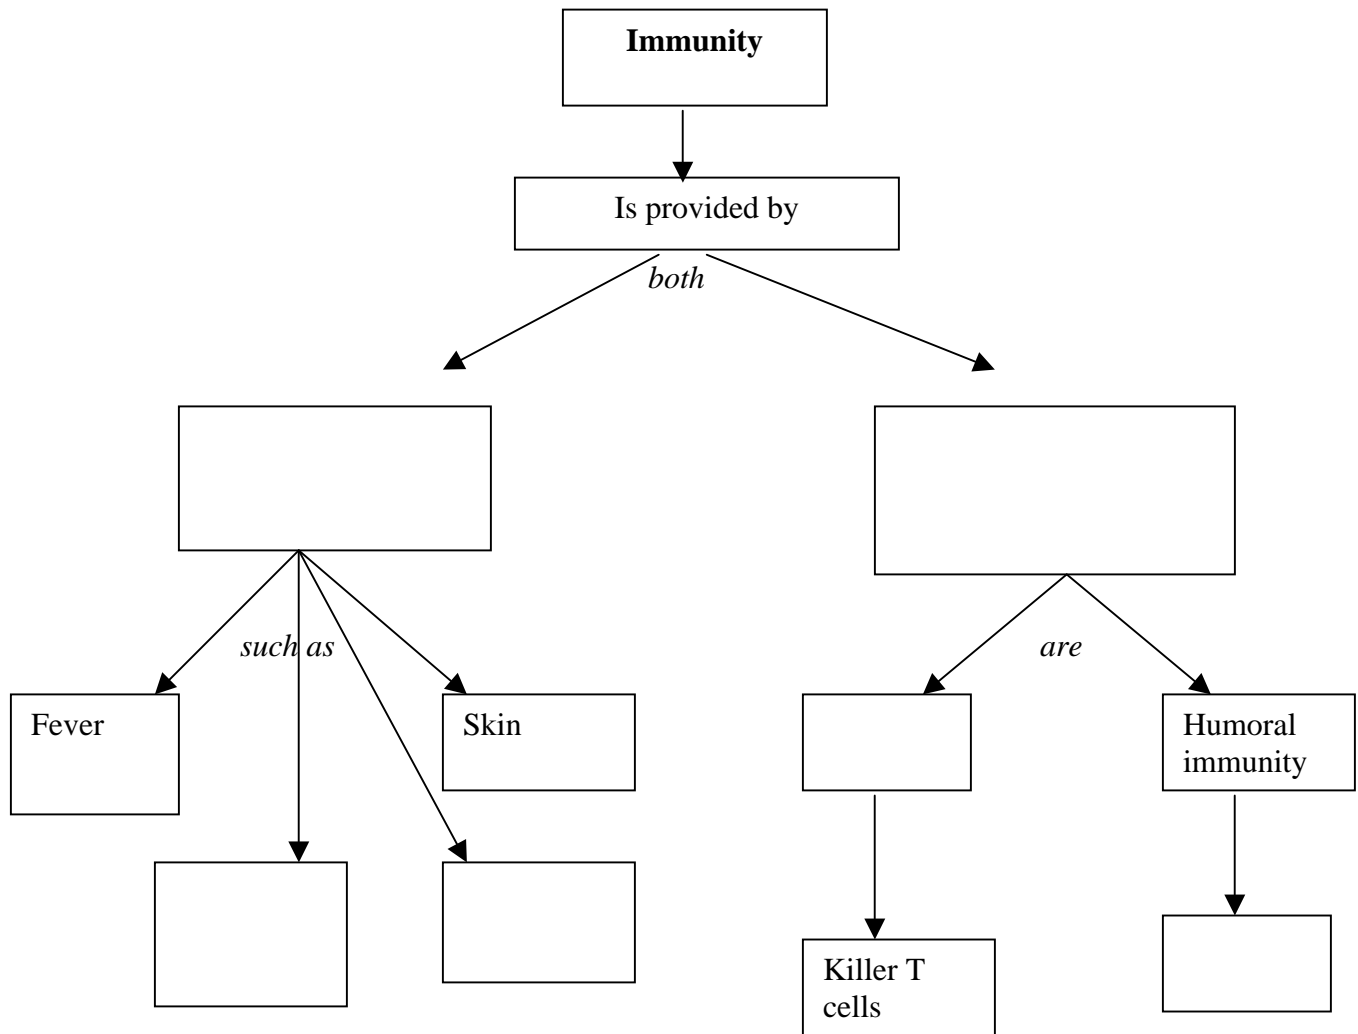 Immunity
Is provided by
both
such as
are
Fever
Skin
Humoral
immunity
Killer T
cells